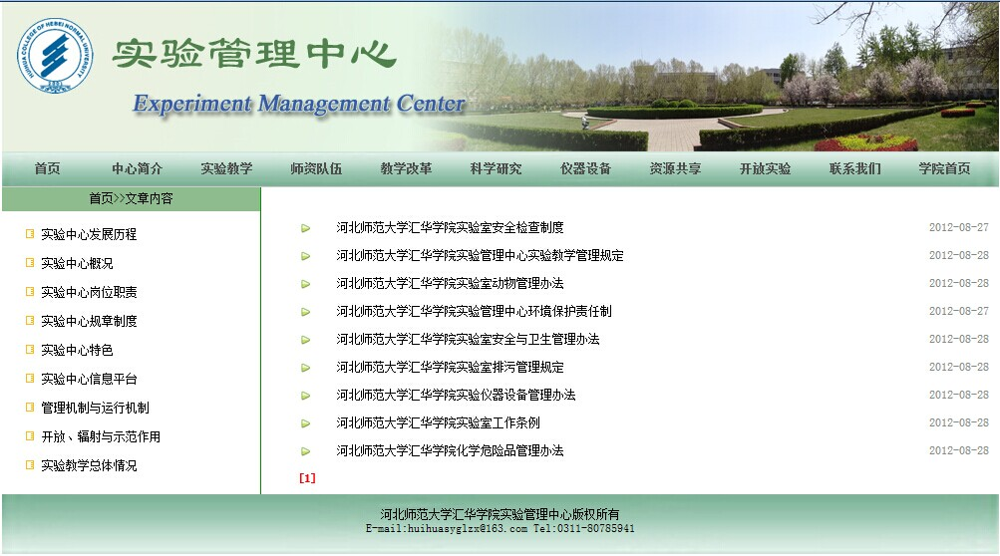 HUIHUA COLLEGE OF HEBEI NORMAL UNIVERSITY
实验管理中心
Experiment Management Center
首页 中心简介 实验教学 师资队伍 教学改革 科学研究 仪器设备 资源共享 开放实验 联系我们 学院首页
首页>>文章内容
实验中心发展历程
实验中心概况
实验中心岗位职责
实验中心规章制度
实验中心特色
实验中心信息平台
管理机制与运行机制
开放、辐射与示范作用
实验教学总体情况
河北师范大学汇华学院实验室安全检查制度 2012-08-27
河北师范大学汇华学院实验管理中心实验教学管理规定 2012-08-28
河北师范大学汇华学院实验室动物管理办法 2012-08-28
河北师范大学汇华学院实验管理中心环境保护责任制 2012-08-27
河北师范大学汇华学院实验室安全与卫生管理办法 2012-08-28
河北师范大学汇华学院实验室排污管理规定 2012-08-28
河北师范大学汇华学院实验仪器设备管理办法 2012-08-28
河北师范大学汇华学院实验室工作条例 2012-08-28
河北师范大学汇华学院化学危险品管理办法 2012-08-28
[1]
河北师范大学汇华学院实验管理中心版权所有
E-mail:huihuasyglzx@163.com Tel:0311-80785941